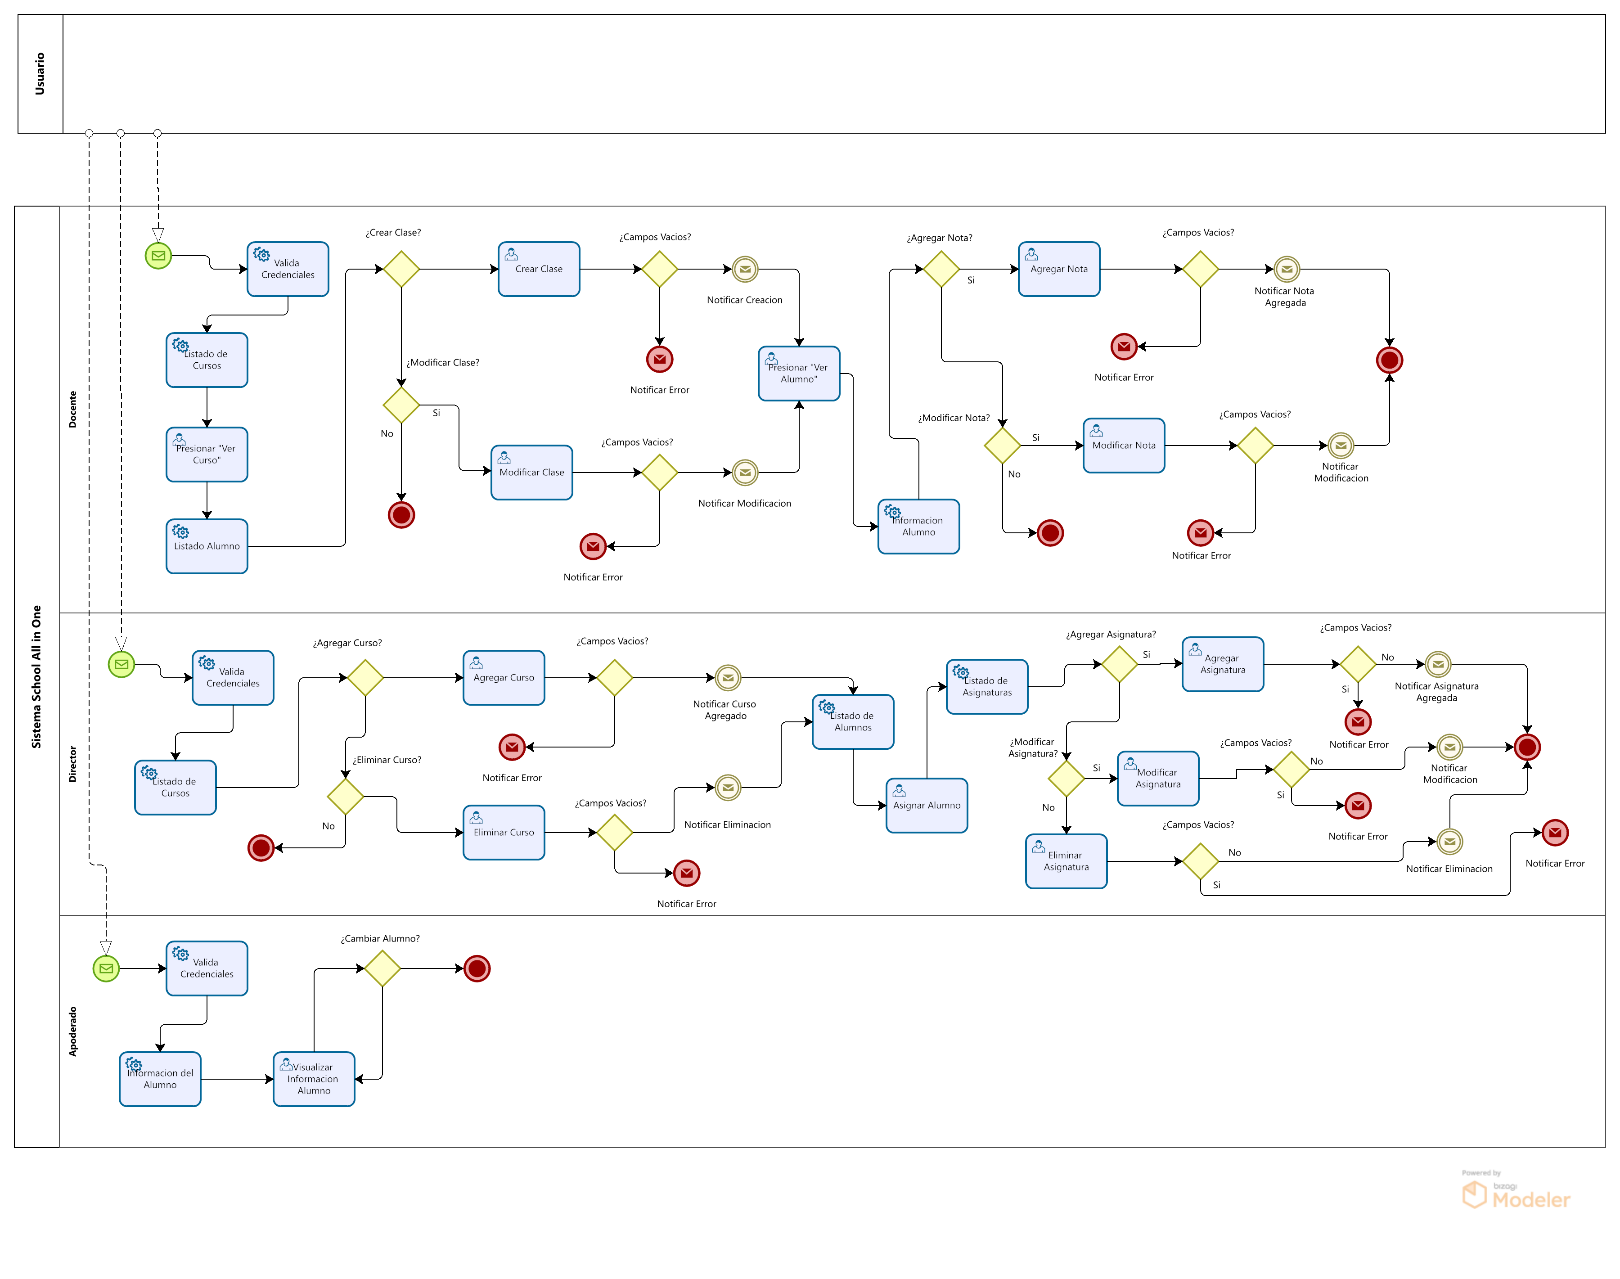 Usuario
Sistema School All in One
Docente
Valida
Credenciales
Listado de
Cursos
Presionar "Ver
Curso"
Listado Alumno
¿Crear Clase?
Crear Clase
¿Campos Vacios?
Notificar Creacion
Notificar Error
¿Modificar Clase?
Si
No
Modificar Clase
¿Campos Vacios?
Notificar Modificacion
Notificar Error
Presionar "Ver
Alumno"
Informacion
Alumno
¿Agregar Nota?
Si
Agregar Nota
¿Campos Vacios?
Notificar Nota
Agregada
Notificar Error
¿Modificar Nota?
Si
No
Modificar Nota
¿Campos Vacios?
Notificar
Modificacion
Notificar Error
Director
Valida
Credenciales
Listado de
Cursos
¿Agregar Curso?
Agregar Curso
¿Campos Vacios?
Notificar Curso
Agregado
Notificar Error
¿Eliminar Curso?
No
Eliminar Curso
¿Campos Vacios?
Notificar Eliminacion
Notificar Error
Listado de
Alumnos
Asignar Alumno
Listado de
Asignaturas
¿Agregar Asignatura?
Si
Agregar
Asignatura
¿Campos Vacios?
No
Si
Notificar Asignatura
Agregada
Notificar Error
¿Modificar
Asignatura?
Si
No
Modificar
Asignatura
¿Campos Vacios?
No
Si
Notificar
Modificacion
Notificar Error
Eliminar
Asignatura
¿Campos Vacios?
No
Si
Notificar Eliminacion
Notificar Error
Apoderado
Valida
Credenciales
Informacion del
Alumno
Visualizar
Informacion
Alumno
¿Cambiar Alumno?
Powered by
bizagi
Modeler